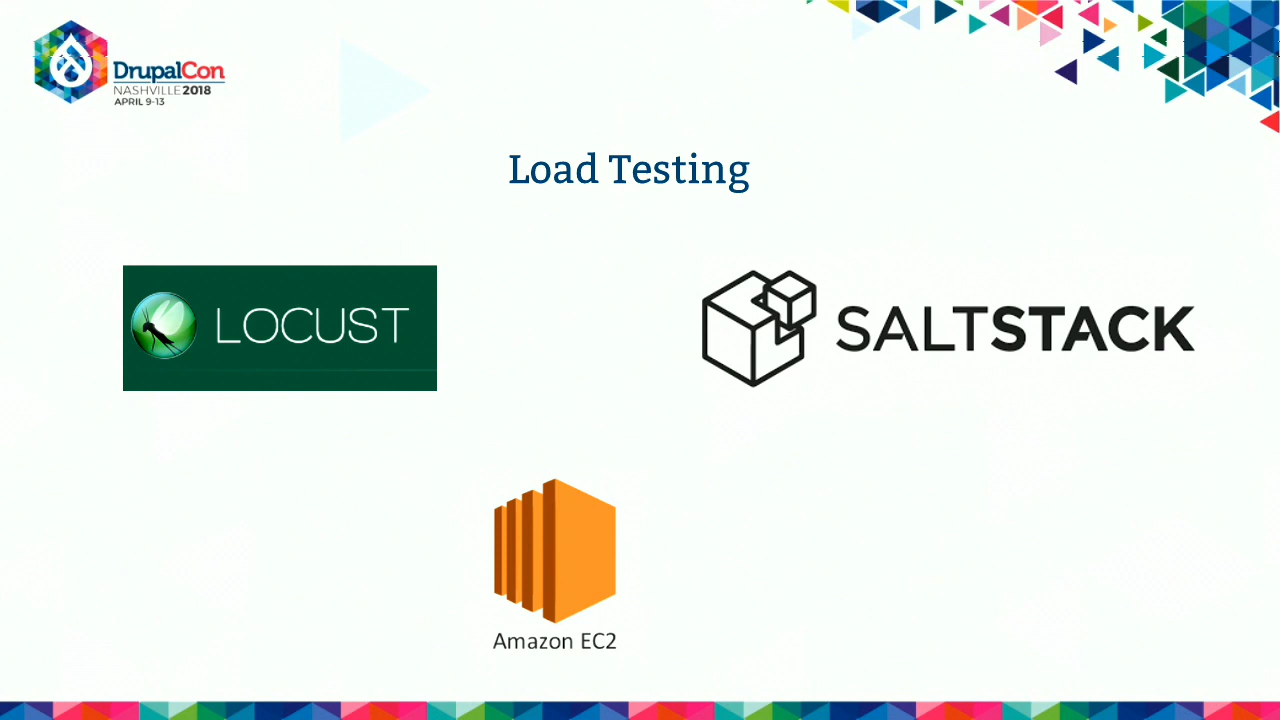 DrupalCon
NASHVILLE 2018
APRIL 9-13
Load Testing
LOCUST
SALTSTACK
Amazon EC2